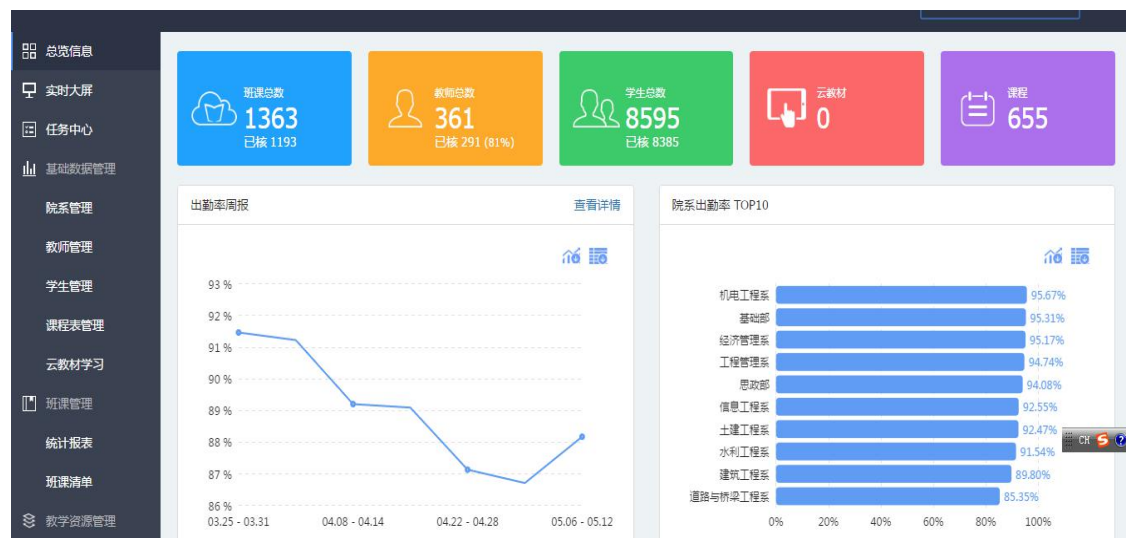 总览信息
实时大屏
任务中心
基础数据管理
院系管理
教师管理
学生管理
课程表管理
云教材学习
班课管理
统计报表
班课清单
教学资源管理
班课总数
1363
已核 1193
教师总数
361
已核 291 (81%)
学生总数
8595
已核 8385
云教材
0
课程
655
出勤率周报 查看详情
93 %
92 %
91 %
90 %
89 %
88 %
87 %
86 %
03.25 - 03.31 04.08 - 04.14 04.22 - 04.28 05.06 - 05.12
院系出勤率 TOP10
机电工程系 95.67%
基础部 95.31%
经济管理系 95.17%
工程管理系 94.74%
思政部 94.08%
信息工程系 92.55%
土建工程系 92.47%
水利工程系 91.54%
建筑工程系 89.80%
道路与桥梁工程系 85.35%
0% 20% 40% 60% 80% 100%
CH S ?